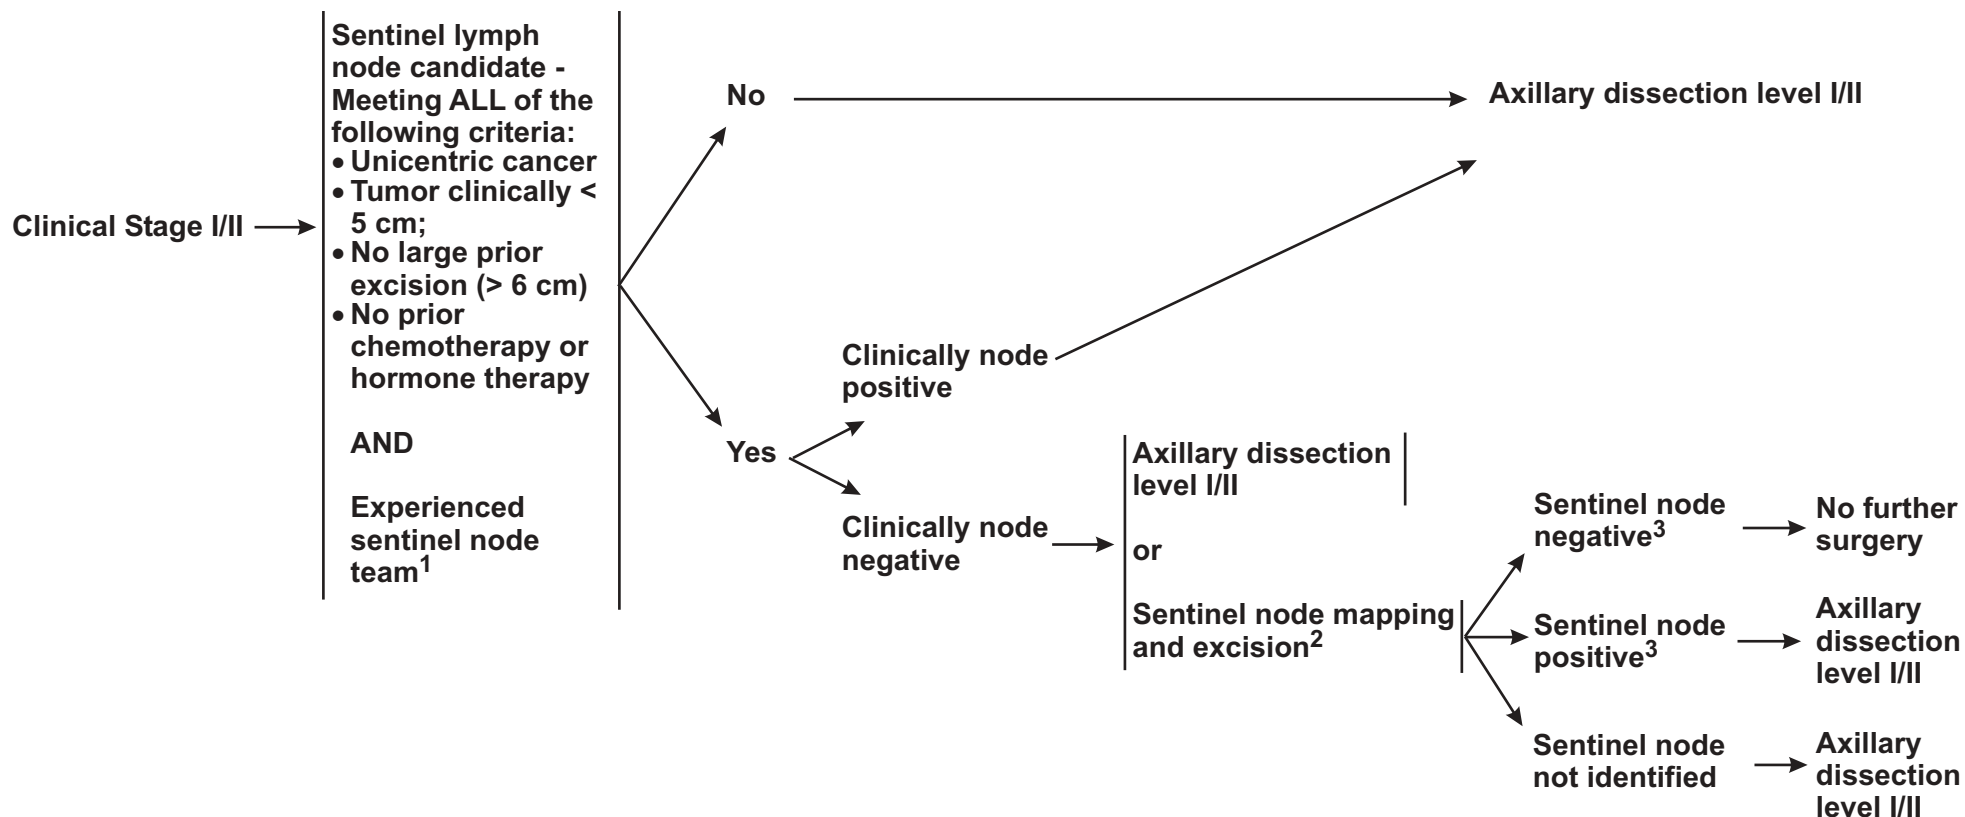 Clinical Stage I/II
Sentinel lymph
node candidate -
Meeting ALL of the
following criteria:
• Unicentric cancer
• Tumor clinically <
5 cm;
• No large prior
excision (> 6 cm)
• No prior
chemotherapy or
hormone therapy
AND
Experienced
sentinel node
team1
No
Axillary dissection level I/II
Yes
Clinically node
positive
Clinically node
negative
Axillary dissection
level I/II
or
Sentinel node mapping
and excision2
Sentinel node
negative3
No further
surgery
Sentinel node
positive3
Axillary
dissection
level I/II
Sentinel node
not identified
Axillary
dissection
level I/II